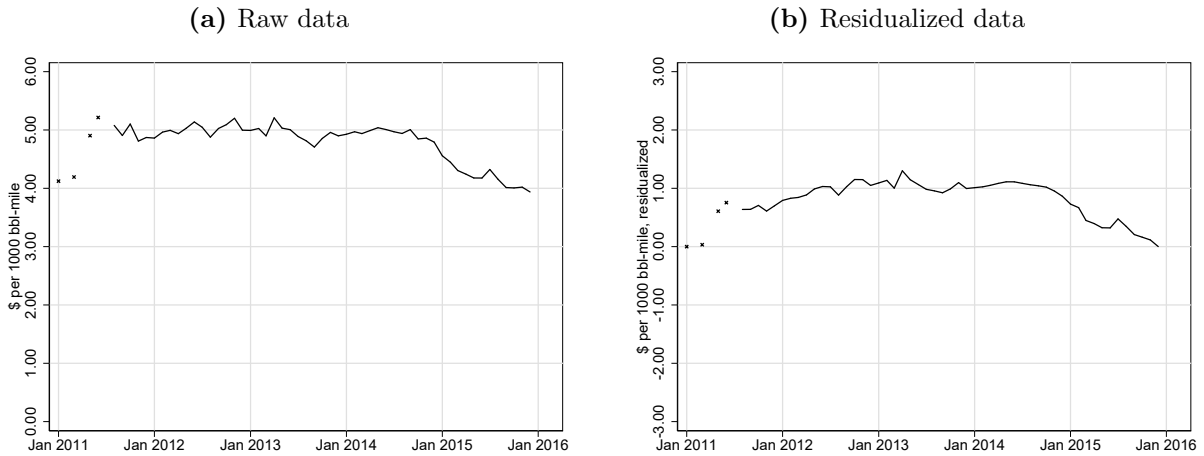 (a) Raw data
$ per 1000 bbl-mile
6.00
5.00
4.00
3.00
2.00
1.00
0.00
Jan 2011 Jan 2012 Jan 2013 Jan 2014 Jan 2015 Jan 2016
(b) Residualized data
$ per 1000 bbl-mile, residualized
3.00
2.00
1.00
0.00
-1.00
-2.00
-3.00
Jan 2011 Jan 2012 Jan 2013 Jan 2014 Jan 2015 Jan 2016